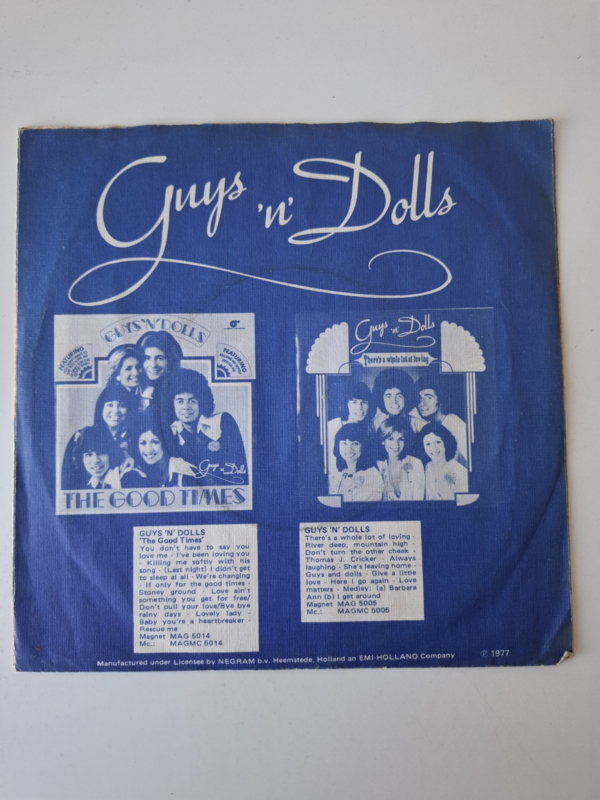 Guys 'n' Dolls
GUYS 'N' DOLLS
FEATURING
FEATURING
Guys 'n' Dolls
THE GOOD TIMES
Guys 'n' Dolls
There's a whole lot of loving
GUYS 'N' DOLLS
'The Good Times'
You don't have to say you
love me - I've been loving you
- Killing me softly with his
song - (Last night) I didn't get
to sleep al all - We're changing
- If only for the good times -
Stoney ground - Love ain't
something you get for free/
Don't pull your love/Bye bye
rainy days - Lovely lady -
Baby you're a heartbreaker -
Rescue me
Magnet MAG 5014
Mc.: MAGMC 5014
GUYS 'N' DOLLS
There's a whole lot of loving -
River deep, mountain high -
Don't turn the other cheek -
Thomas J. Cricker - Always
laughing - She's leaving home -
Guys and dolls - Give a little
love - Here I go again - Love
matters - Medley: (a) Barbara
Ann (b) I get around
Magnet MAG 5005
Mc.: MAGMC 5005
Manufactured under Licensee by NEGRAM b.v. Heemstede, Holland an EMI-HOLLAND Company
℗ 1977